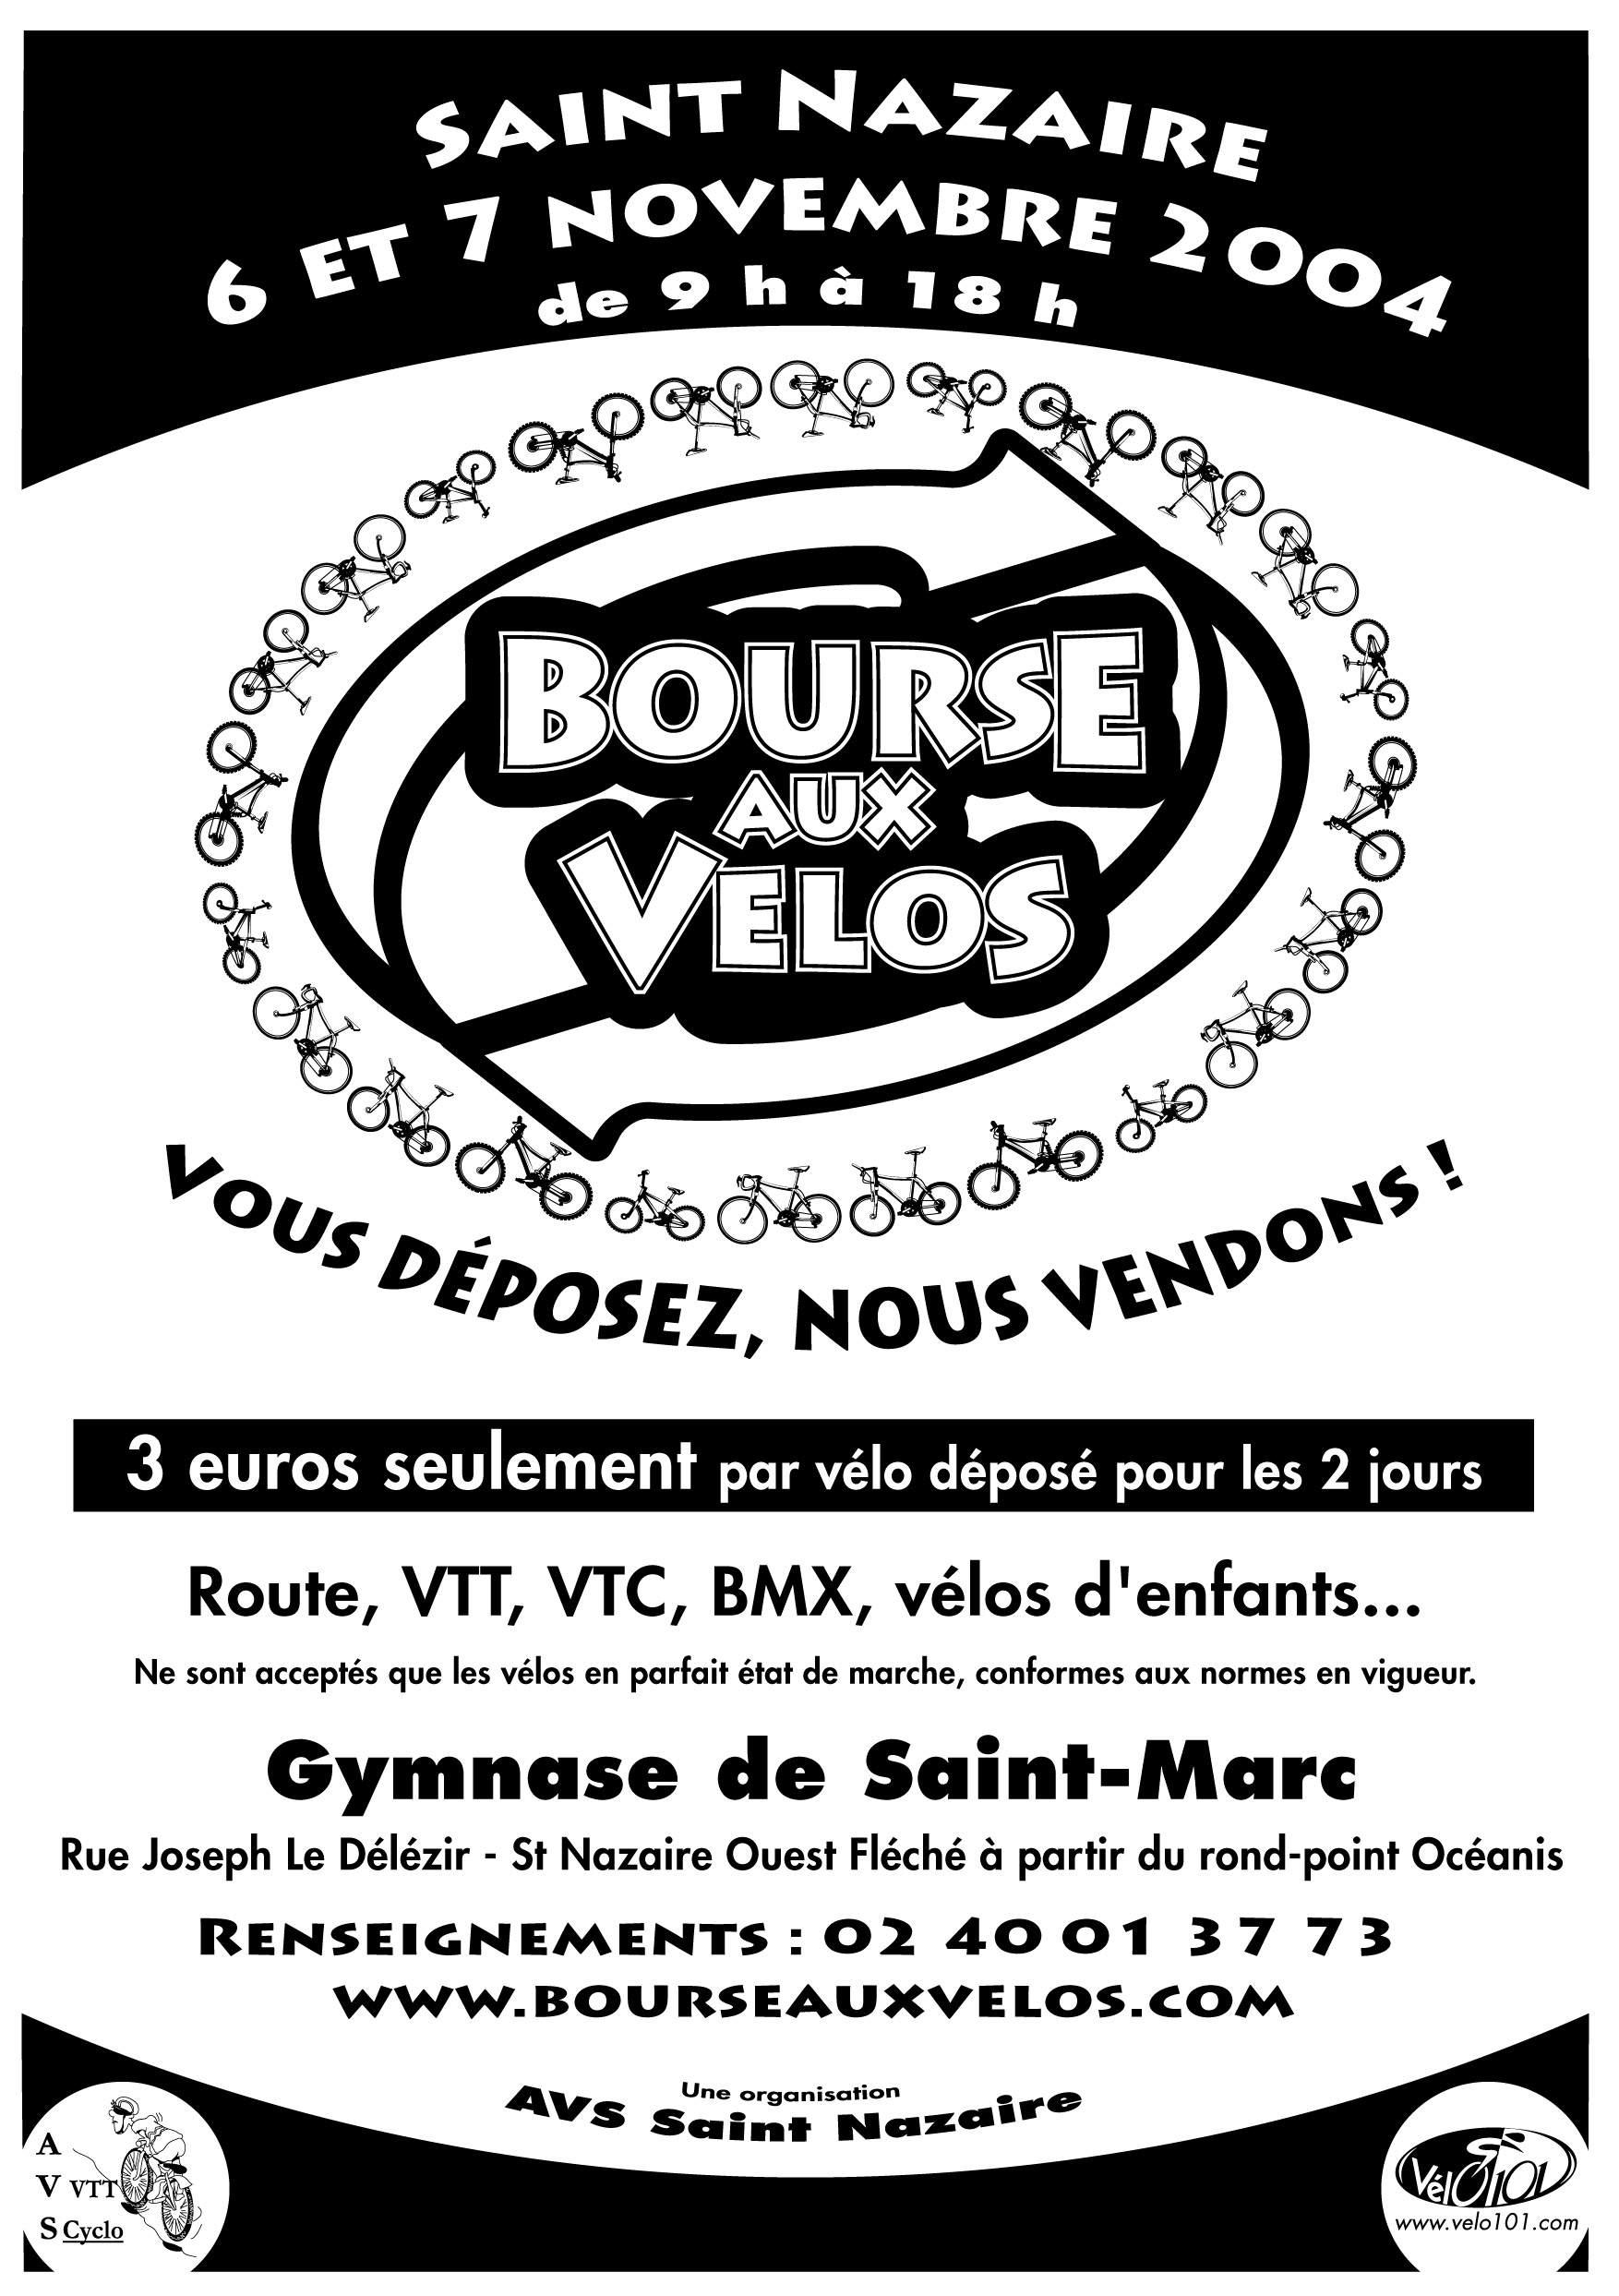 Saint Nazaire
6 et 7 novembre 2004
de 9 h à 18 h
Bourse
aux
Velos
Vous déposez, nous vendons !
3 euros seulement par vélo déposé pour les 2 jours
Route, VTT, VTC, BMX, vélos d'enfants...
Ne sont acceptés que les vélos en parfait état de marche, conformes aux normes en vigueur.
Gymnase de Saint-Marc
Rue Joseph Le Délézir - St Nazaire Ouest Fléché à partir du rond-point Océanis
Renseignements : 02 40 01 37 73
www.bourseauxvelos.com
Une organisation
AVS Saint Nazaire
A
V VTT
S Cyclo
Vélo101
www.velo101.com